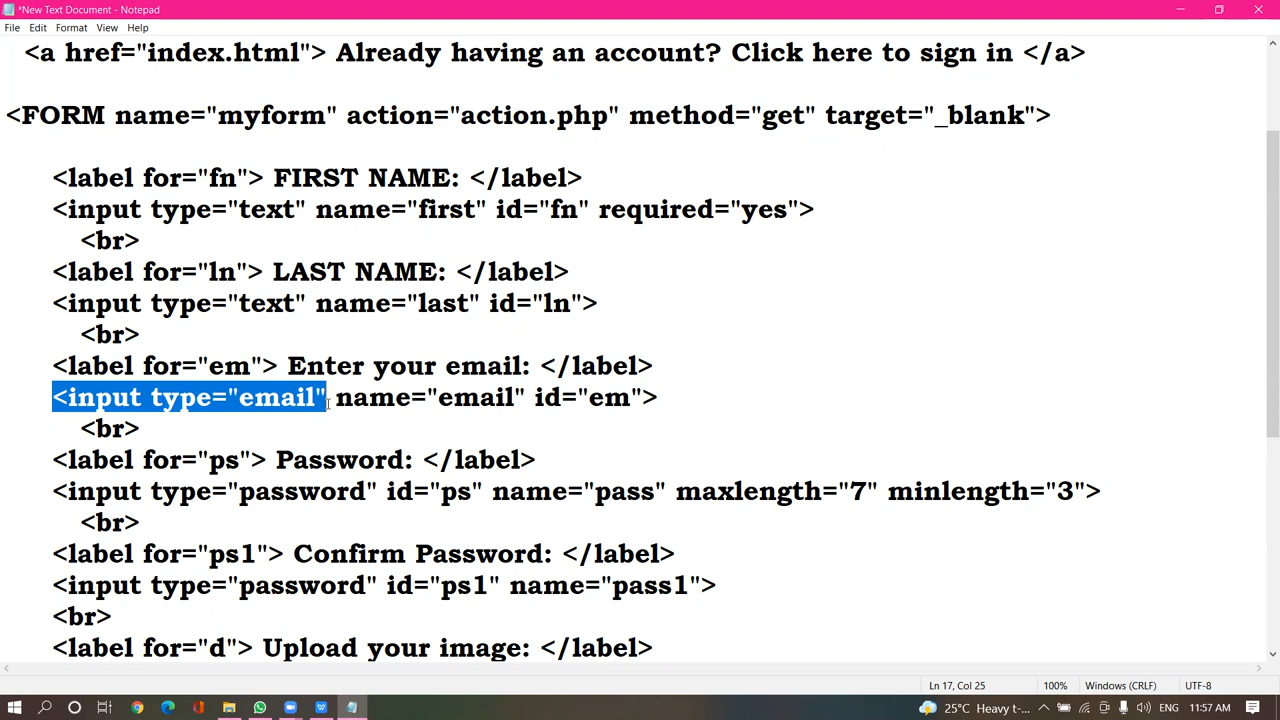 *New Text Document - Notepad
File Edit Format View Help
<a href="index.html"> Already having an account? Click here to sign in </a>
<FORM name="myform" action="action.php" method="get" target="_blank">
<label for="fn"> FIRST NAME: </label>
<input type="text" name="first" id="fn" required="yes">
<br>
<label for="ln"> LAST NAME: </label>
<input type="text" name="last" id="ln">
<br>
<label for="em"> Enter your email: </label>
<input type="email" name="email" id="em">
<br>
<label for="ps"> Password: </label>
<input type="password" id="ps" name="pass" maxlength="7" minlength="3">
<br>
<label for="ps1"> Confirm Password: </label>
<input type="password" id="ps1" name="pass1">
<br>
<label for="d"> Upload your image: </label>
Ln 17, Col 25 100% Windows (CRLF) UTF-8
25°C Heavy t-... ENG 11:57 AM